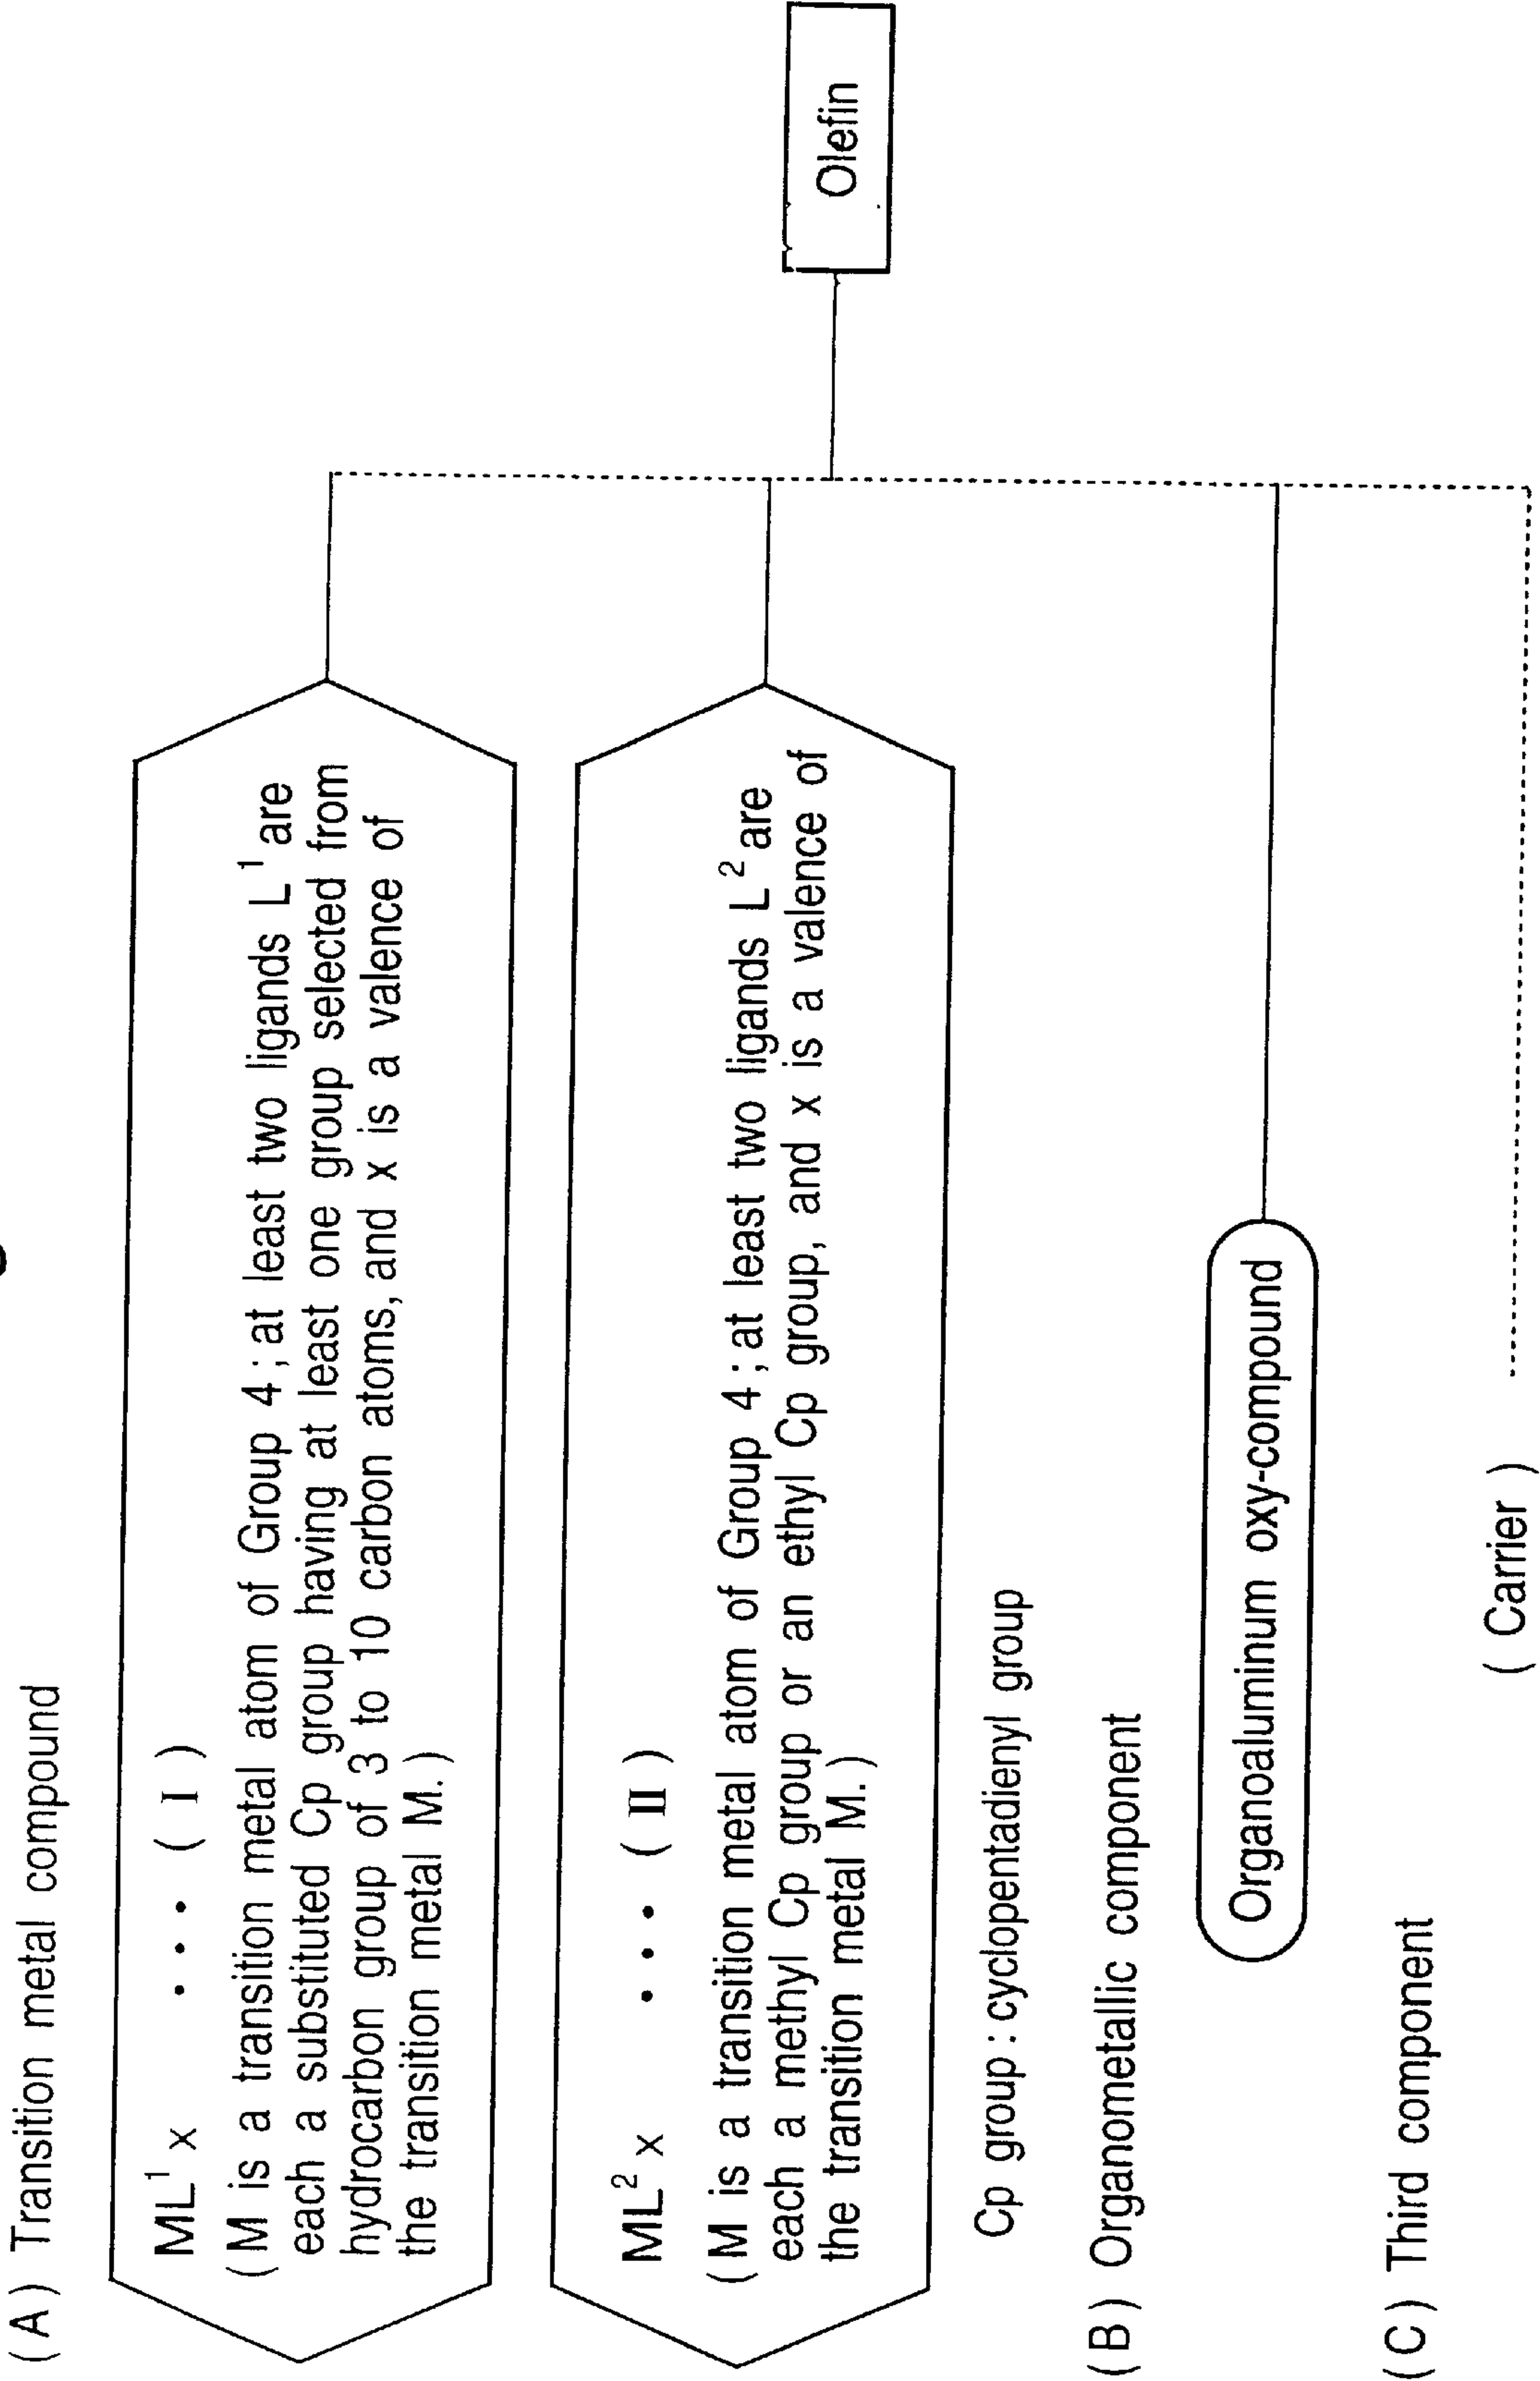 ( A ) Transition metal compound
ML¹ x ••• ( I )
( M is a transition metal atom of Group 4 ; at least two ligands L¹ are
each a substituted Cp group having at least one group selected from
hydrocarbon group of 3 to 10 carbon atoms, and x is a valence of
the transition metal M. )
ML² x ••• ( II )
( M is a transition metal atom of Group 4 ; at least two ligands L² are
each a methyl Cp group or an ethyl Cp group, and x is a valence of
the transition metal M. )
Olefin
Cp group : cyclopentadienyl group
( B ) Organometallic component
Organoaluminum oxy-compound
( C ) Third component
( Carrier )